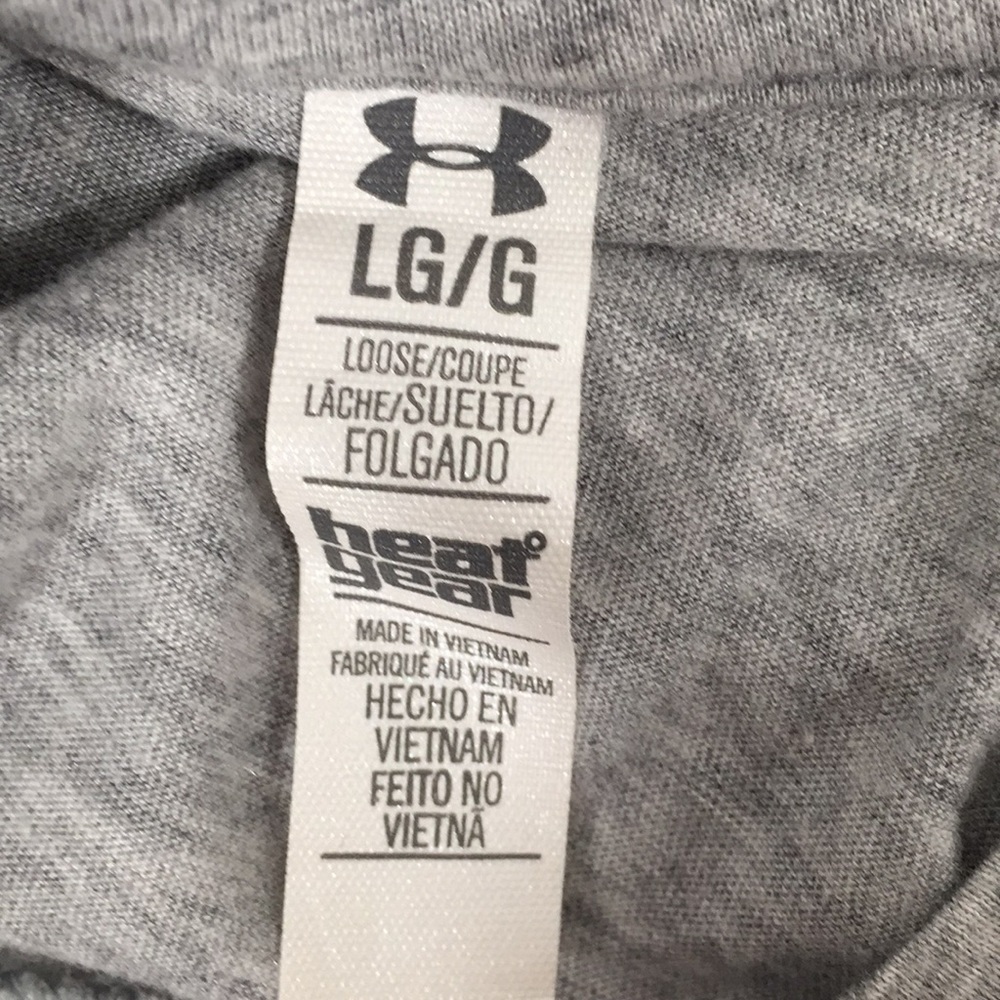 LG/G
LOOSE/COUPE
LÂCHE/SUELTO/
FOLGADO
heat°
gear
MADE IN VIETNAM
FABRIQUÉ AU VIETNAM
HECHO EN
VIETNAM
FEITO NO
VIETNÃ